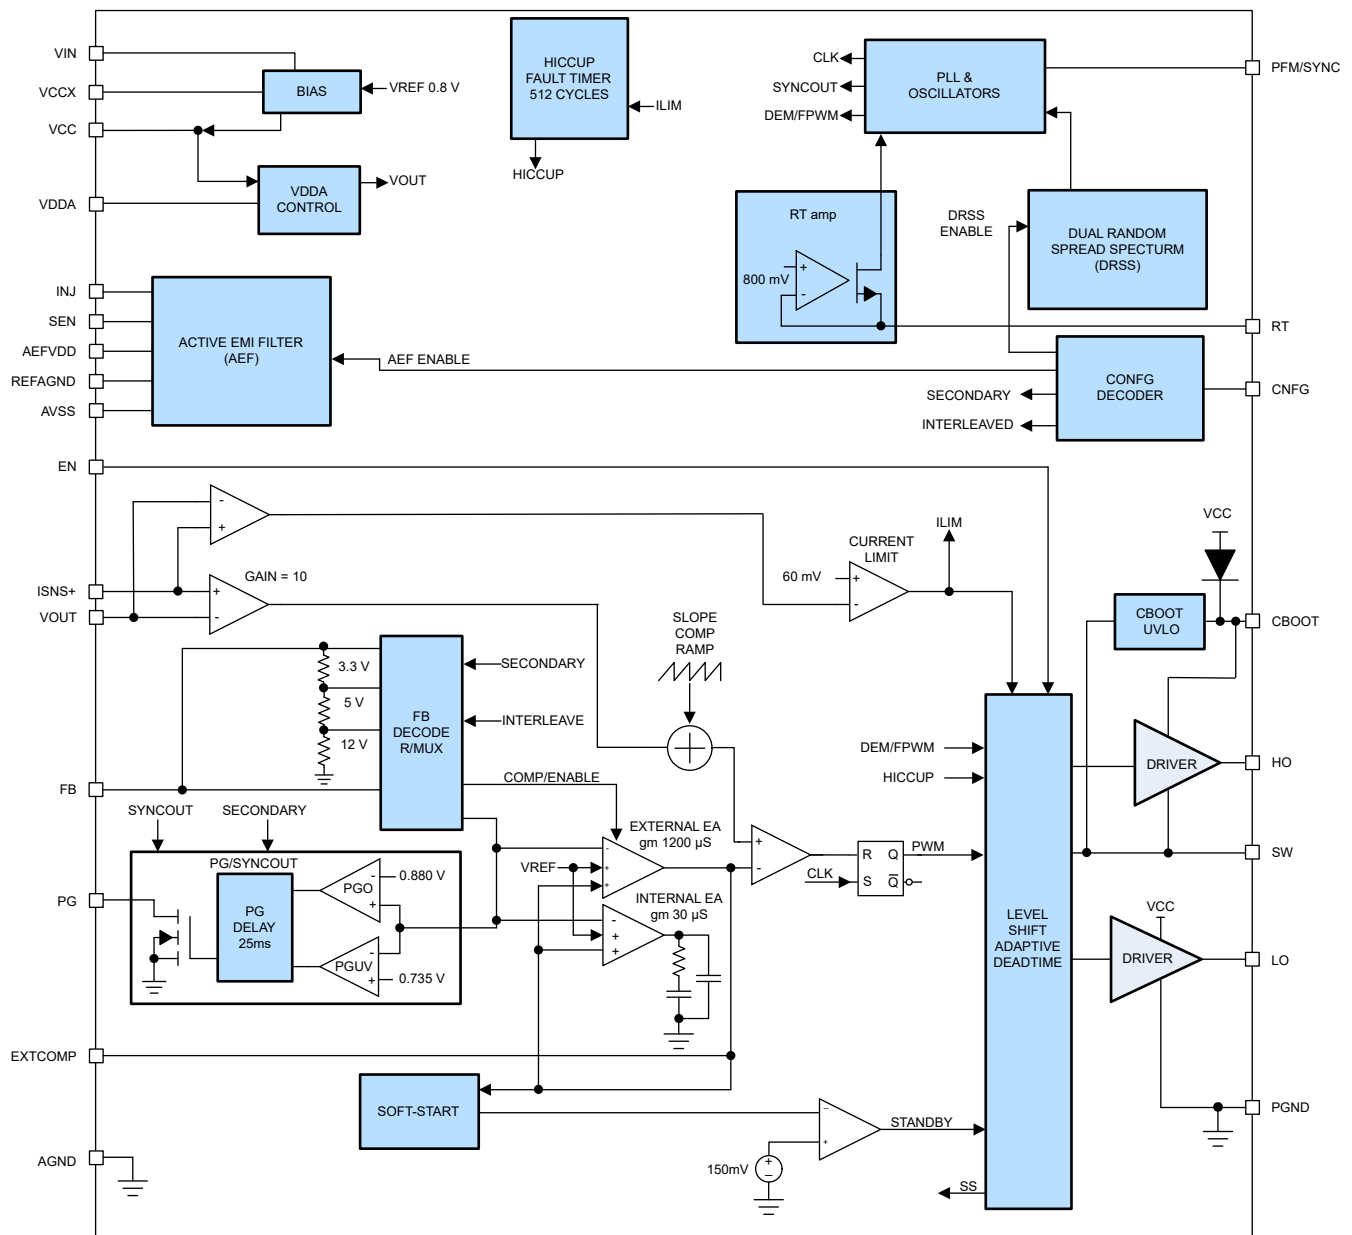 VIN
VCCX
VCC
VDDA
BIAS
VREF 0.8 V
VDDA
CONTROL
VOUT
HICCUP
FAULT TIMER
512 CYCLES
ILIM
HICCUP
CLK
SYNCOUT
DEM/FPWM
PLL &
OSCILLATORS
PFM/SYNC
RT amp
+
-
800 mV
DRSS
ENABLE
DUAL RANDOM
SPREAD SPECTURM
(DRSS)
RT
INJ
SEN
AEFVDD
REFAGND
AVSS
ACTIVE EMI FILTER
(AEF)
AEF ENABLE
SECONDARY
INTERLEAVED
CONFG
DECODER
CNFG
EN
-
+
ISNS+
VOUT
+
-
GAIN = 10
CURRENT
LIMIT
60 mV
+
-
ILIM
VCC
CBOOT
UVLO
CBOOT
SLOPE
COMP
RAMP
3.3 V
5 V
12 V
FB
DECODE
R/MUX
SECONDARY
INTERLEAVE
COMP/ENABLE
FB
SYNCOUT
SECONDARY
PG/SYNCOUT
PG
PG
DELAY
25ms
PGO
-
+
0.880 V
PGUV
-
+
0.735 V
EXTERNAL EA
gm 1200 µS
VREF
-
+
+
INTERNAL EA
gm 30 µS
-
+
+
+
-
R
Q
S
Q
CLK
PWM
DEM/FPWM
HICCUP
LEVEL
SHIFT
ADAPTIVE
DEADTIME
DRIVER
HO
SW
VCC
DRIVER
LO
PGND
EXTCOMP
SOFT-START
AGND
150mV
+
−
−
+
STANDBY
SS